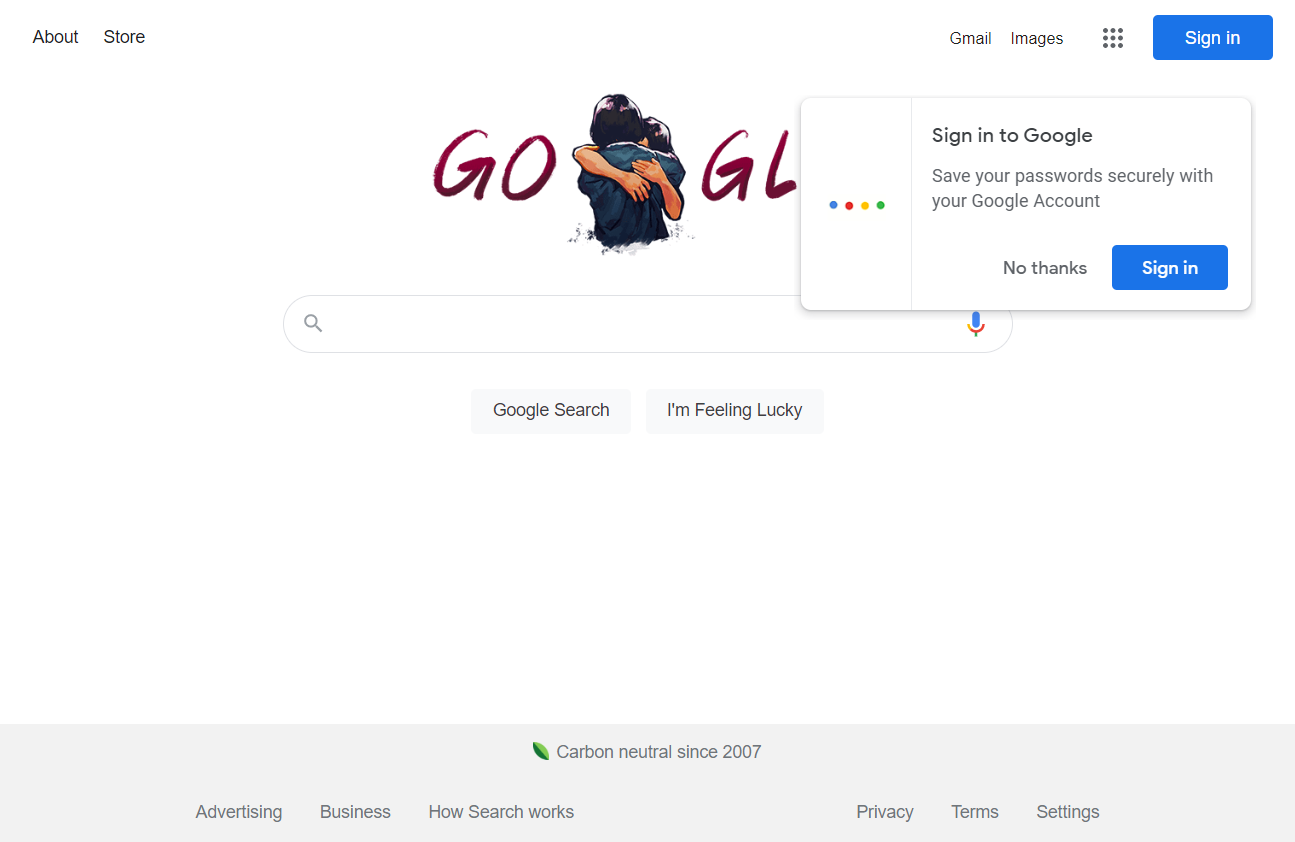 About Store
Gmail Images
Sign in
GO GL
Sign in to Google
Save your passwords securely with
your Google Account
No thanks
Sign in
Google Search
I'm Feeling Lucky
Carbon neutral since 2007
Advertising Business How Search works
Privacy Terms Settings